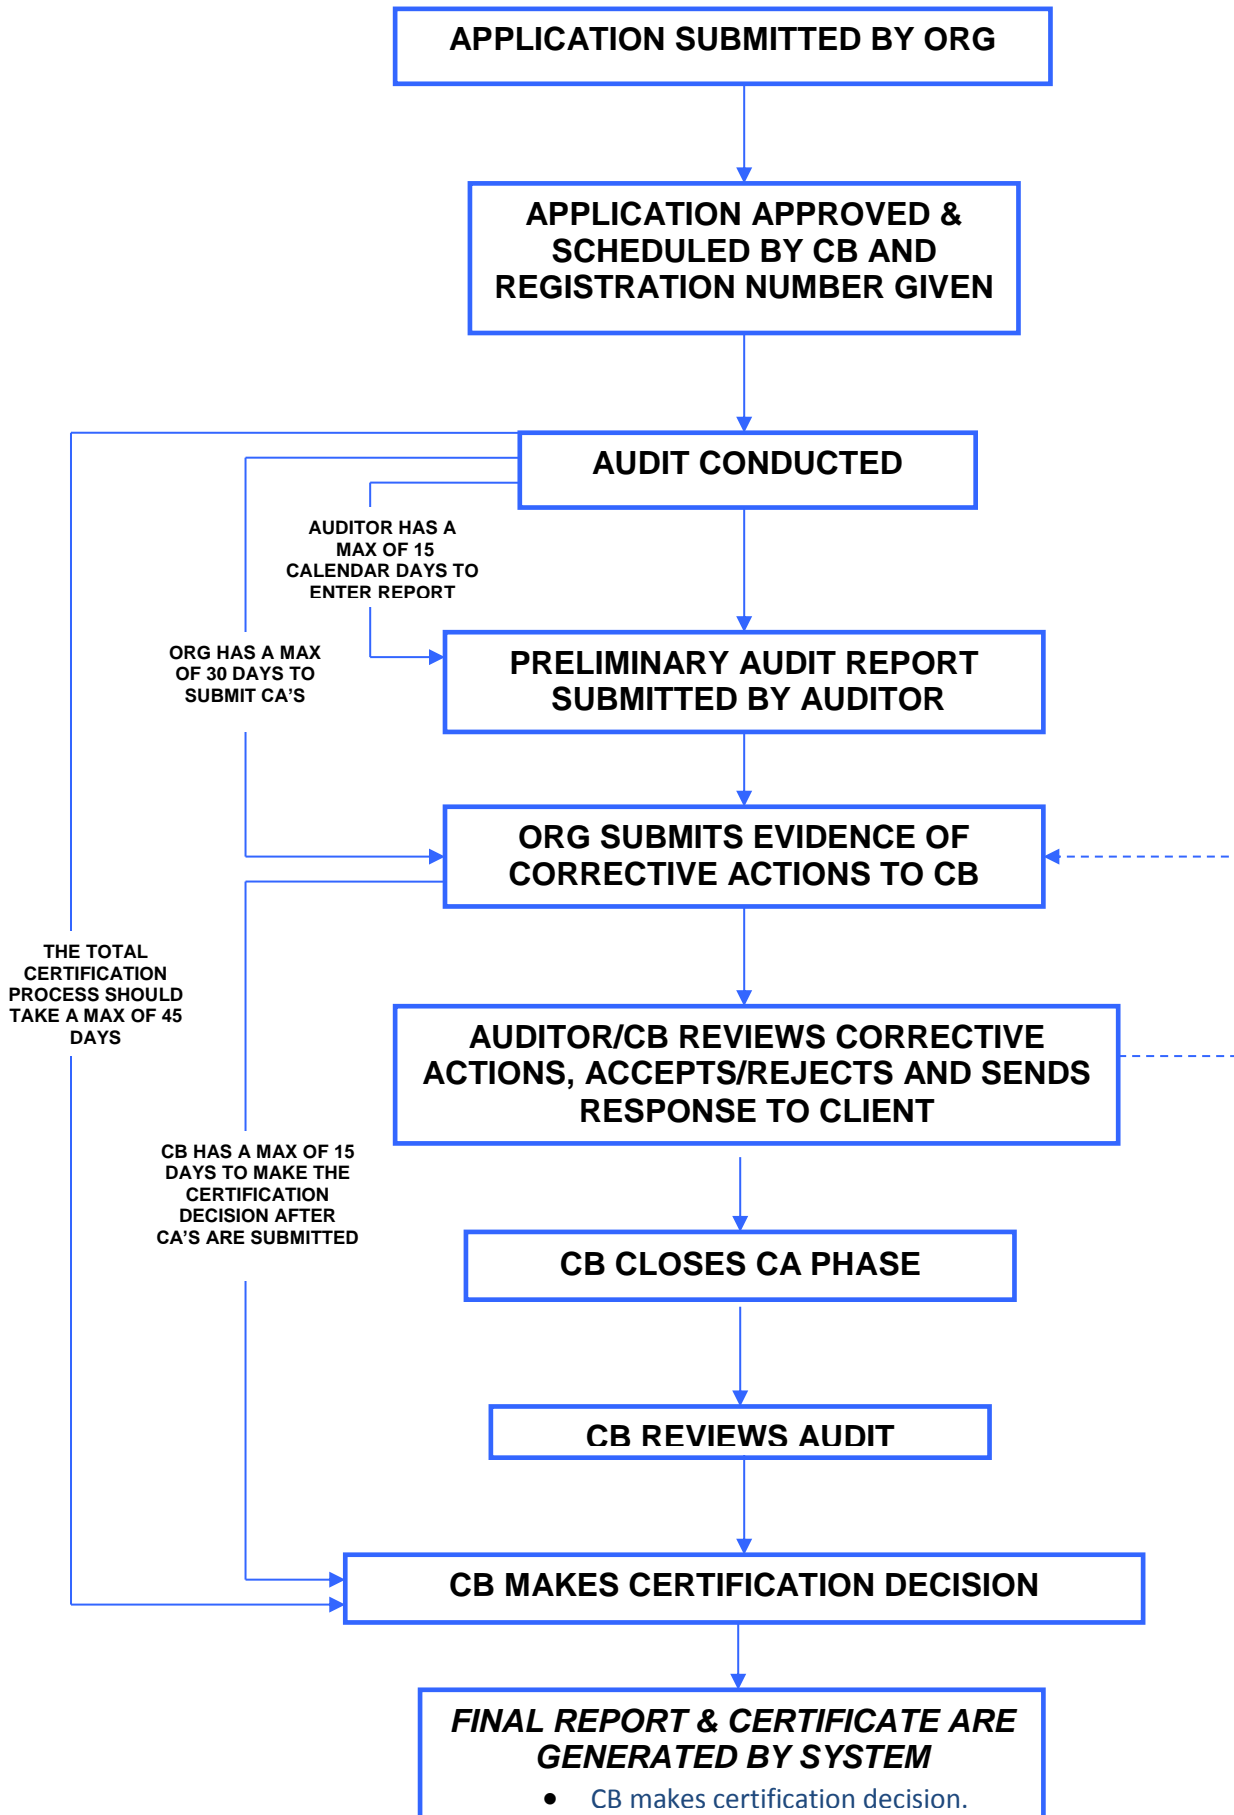 APPLICATION SUBMITTED BY ORG
APPLICATION APPROVED &
SCHEDULED BY CB AND
REGISTRATION NUMBER GIVEN
AUDIT CONDUCTED
AUDITOR HAS A
MAX OF 15
CALENDAR DAYS TO
ENTER REPORT
ORG HAS A MAX
OF 30 DAYS TO
SUBMIT CA'S
PRELIMINARY AUDIT REPORT
SUBMITTED BY AUDITOR
ORG SUBMITS EVIDENCE OF
CORRECTIVE ACTIONS TO CB
THE TOTAL
CERTIFICATION
PROCESS SHOULD
TAKE A MAX OF 45
DAYS
AUDITOR/CB REVIEWS CORRECTIVE
ACTIONS, ACCEPTS/REJECTS AND SENDS
RESPONSE TO CLIENT
CB HAS A MAX OF 15
DAYS TO MAKE THE
CERTIFICATION
DECISION AFTER
CA'S ARE SUBMITTED
CB CLOSES CA PHASE
CB REVIEWS AUDIT
CB MAKES CERTIFICATION DECISION
FINAL REPORT & CERTIFICATE ARE
GENERATED BY SYSTEM
• CB makes certification decision.